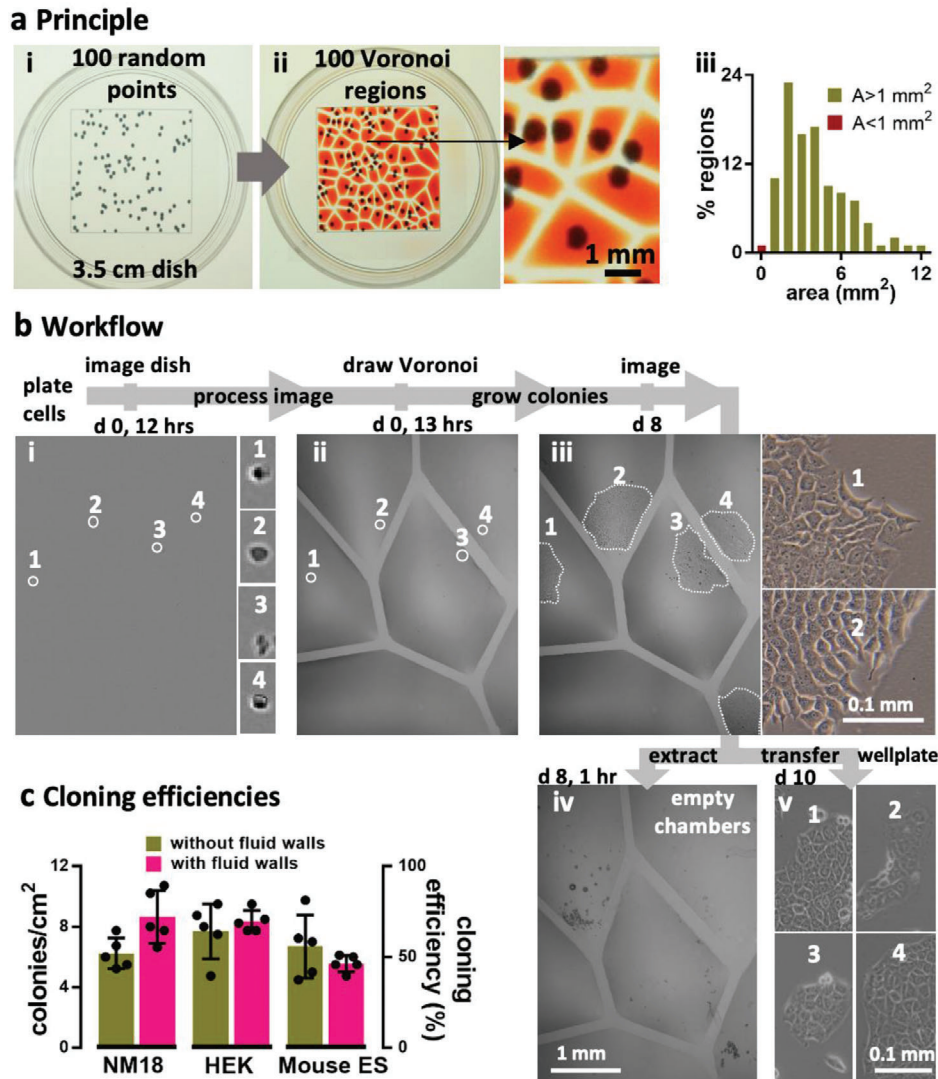 a Principle
i
100 random
points
3.5 cm dish
ii
100 Voronoi
regions
1 mm
iii
24
12
0
% regions
A>1 mm²
A<1 mm²
0 6 12
area (mm²)
b Workflow
plate
cells
image dish
process image
draw Voronoi
grow colonies
image
d 0, 12 hrs
i
1
2
3
4
1
2
3
4
d 0, 13 hrs
ii
1
2
3
4
d 8
iii
1
2
3
4
1
2
0.1 mm
extract transfer wellplate
d 8, 1 hr
iv
empty
chambers
1 mm
d 10
v
1
2
3
4
0.1 mm
c Cloning efficiencies
without fluid walls
with fluid walls
12
8
4
0
colonies/cm²
100
50
0
cloning
efficiency (%)
NM18 HEK Mouse ES